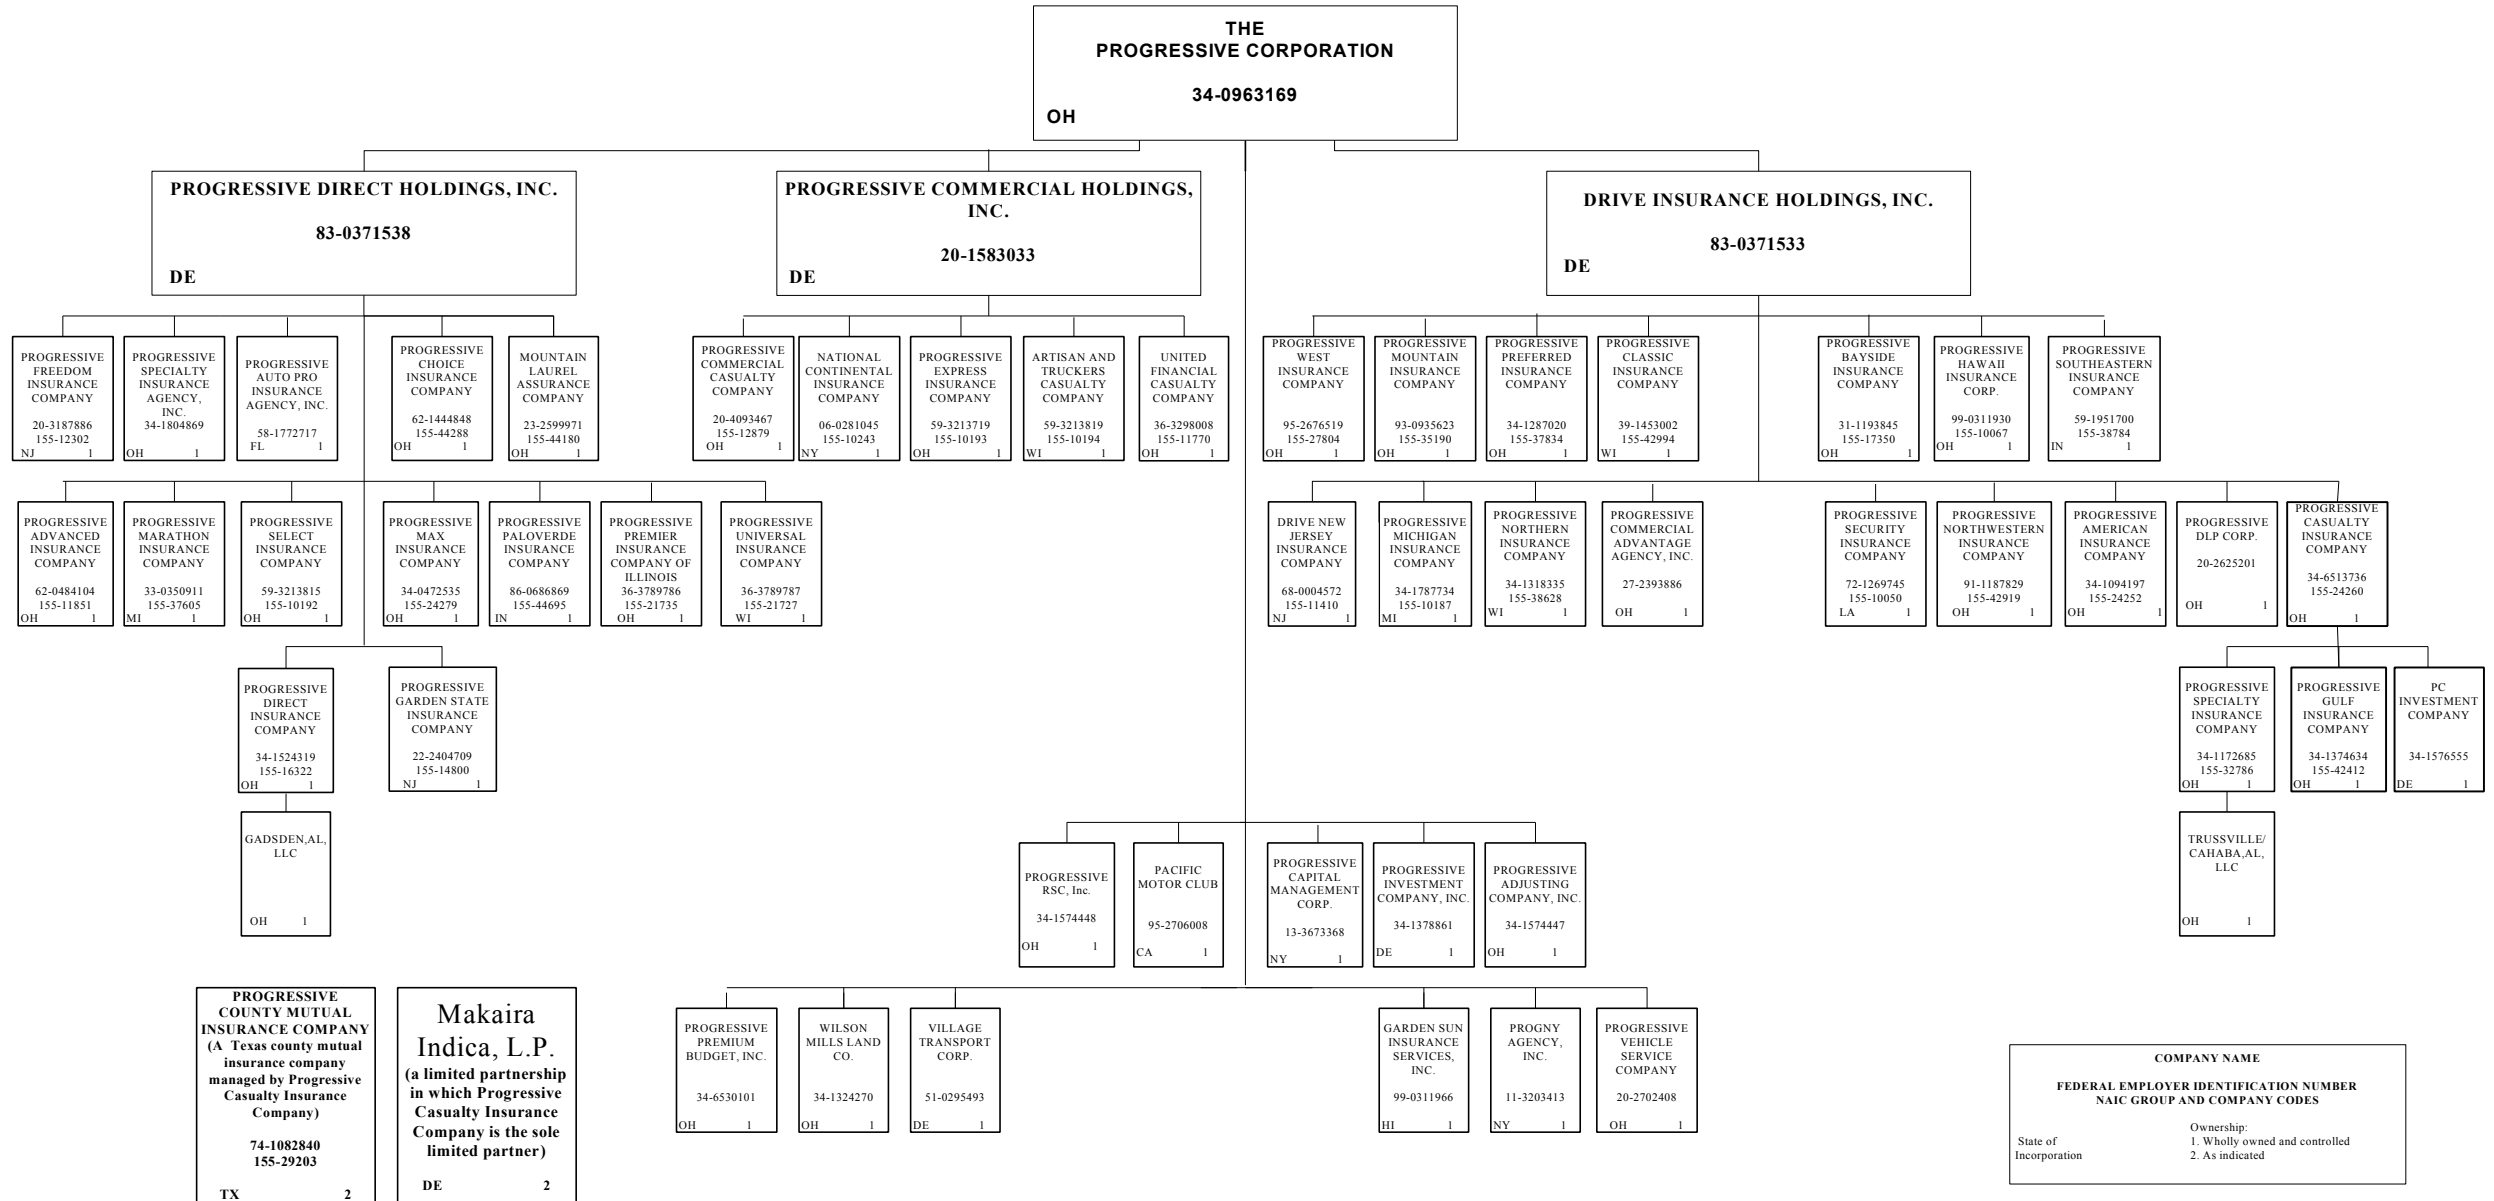 THE
PROGRESSIVE CORPORATION
34-0963169
OH
PROGRESSIVE DIRECT HOLDINGS, INC.
83-0371538
DE
PROGRESSIVE COMMERCIAL HOLDINGS,
INC.
20-1583033
DE
DRIVE INSURANCE HOLDINGS, INC.
83-0371533
DE
PROGRESSIVE
FREEDOM
INSURANCE
COMPANY
20-3187886
155-12302
NJ 1
PROGRESSIVE
SPECIALTY
INSURANCE
AGENCY,
INC.
34-1804869
OH 1
PROGRESSIVE
AUTO PRO
INSURANCE
AGENCY, INC.
58-1772717
FL 1
PROGRESSIVE
CHOICE
INSURANCE
COMPANY
62-1444848
155-44288
OH 1
MOUNTAIN
LAUREL
ASSURANCE
COMPANY
23-2599971
155-44180
OH 1
PROGRESSIVE
COMMERCIAL
CASUALTY
COMPANY
20-4093467
155-12879
OH 1
NATIONAL
CONTINENTAL
INSURANCE
COMPANY
06-0281045
155-10243
NY 1
PROGRESSIVE
EXPRESS
INSURANCE
COMPANY
59-3213719
155-10193
OH 1
ARTISAN AND
TRUCKERS
CASUALTY
COMPANY
59-3213819
155-10194
WI 1
UNITED
FINANCIAL
CASUALTY
COMPANY
36-3298008
155-11770
OH 1
PROGRESSIVE
WEST
INSURANCE
COMPANY
95-2676519
155-27804
OH 1
PROGRESSIVE
MOUNTAIN
INSURANCE
COMPANY
93-0935623
155-35190
OH 1
PROGRESSIVE
PREFERRED
INSURANCE
COMPANY
34-1287020
155-37834
OH 1
PROGRESSIVE
CLASSIC
INSURANCE
COMPANY
39-1453002
155-42994
WI 1
PROGRESSIVE
BAYSIDE
INSURANCE
COMPANY
31-1193845
155-17350
OH 1
PROGRESSIVE
HAWAII
INSURANCE
CORP.
99-0311930
155-10067
OH 1
PROGRESSIVE
SOUTHEASTERN
INSURANCE
COMPANY
59-1951700
155-38784
IN 1
PROGRESSIVE
ADVANCED
INSURANCE
COMPANY
62-0484104
155-11851
OH 1
PROGRESSIVE
MARATHON
INSURANCE
COMPANY
33-0350911
155-37605
MI 1
PROGRESSIVE
SELECT
INSURANCE
COMPANY
59-3213815
155-10192
OH 1
PROGRESSIVE
MAX
INSURANCE
COMPANY
34-0472535
155-24279
OH 1
PROGRESSIVE
PALOVERDE
INSURANCE
COMPANY
86-0686869
155-44695
IN 1
PROGRESSIVE
PREMIER
INSURANCE
COMPANY OF
ILLINOIS
36-3789786
155-21735
OH 1
PROGRESSIVE
UNIVERSAL
INSURANCE
COMPANY
36-3789787
155-21727
WI 1
DRIVE NEW
JERSEY
INSURANCE
COMPANY
68-0004572
155-11410
NJ 1
PROGRESSIVE
MICHIGAN
INSURANCE
COMPANY
34-1787734
155-10187
MI 1
PROGRESSIVE
NORTHERN
INSURANCE
COMPANY
34-1318335
155-38628
WI 1
PROGRESSIVE
COMMERCIAL
ADVANTAGE
AGENCY, INC.
27-2393886
OH 1
PROGRESSIVE
SECURITY
INSURANCE
COMPANY
72-1269745
155-10050
LA 1
PROGRESSIVE
NORTHWESTERN
INSURANCE
COMPANY
91-1187829
155-42919
OH 1
PROGRESSIVE
AMERICAN
INSURANCE
COMPANY
34-1094197
155-24252
OH 1
PROGRESSIVE
DLP CORP.
20-2625201
OH 1
PROGRESSIVE
CASUALTY
INSURANCE
COMPANY
34-6513736
155-24260
OH 1
PROGRESSIVE
DIRECT
INSURANCE
COMPANY
34-1524319
155-16322
OH 1
PROGRESSIVE
GARDEN STATE
INSURANCE
COMPANY
22-2404709
155-14800
NJ 1
PROGRESSIVE
SPECIALTY
INSURANCE
COMPANY
34-1172685
155-32786
OH 1
PROGRESSIVE
GULF
INSURANCE
COMPANY
34-1374634
155-42412
OH 1
PC
INVESTMENT
COMPANY
34-1576555
DE 1
GADSDEN,AL,
LLC
OH 1
TRUSSVILLE/
CAHABA,AL,
LLC
OH 1
PROGRESSIVE
RSC, Inc.
34-1574448
OH 1
PACIFIC
MOTOR CLUB
95-2706008
CA 1
PROGRESSIVE
CAPITAL
MANAGEMENT
CORP.
13-3673368
NY 1
PROGRESSIVE
INVESTMENT
COMPANY, INC.
34-1378861
DE 1
PROGRESSIVE
ADJUSTING
COMPANY, INC.
34-1574447
OH 1
PROGRESSIVE
COUNTY MUTUAL
INSURANCE COMPANY
(A Texas county mutual
insurance company
managed by Progressive
Casualty Insurance
Company)
74-1082840
155-29203
TX 2
Makaira
Indica, L.P.
(a limited partnership
in which Progressive
Casualty Insurance
Company is the sole
limited partner)
DE 2
PROGRESSIVE
PREMIUM
BUDGET, INC.
34-6530101
OH 1
WILSON
MILLS LAND
CO.
34-1324270
OH 1
VILLAGE
TRANSPORT
CORP.
51-0295493
DE 1
GARDEN SUN
INSURANCE
SERVICES,
INC.
99-0311966
HI 1
PROGNY
AGENCY,
INC.
11-3203413
NY 1
PROGRESSIVE
VEHICLE
SERVICE
COMPANY
20-2702408
OH 1
COMPANY NAME
FEDERAL EMPLOYER IDENTIFICATION NUMBER
NAIC GROUP AND COMPANY CODES
Ownership:
State of 1. Wholly owned and controlled
Incorporation 2. As indicated